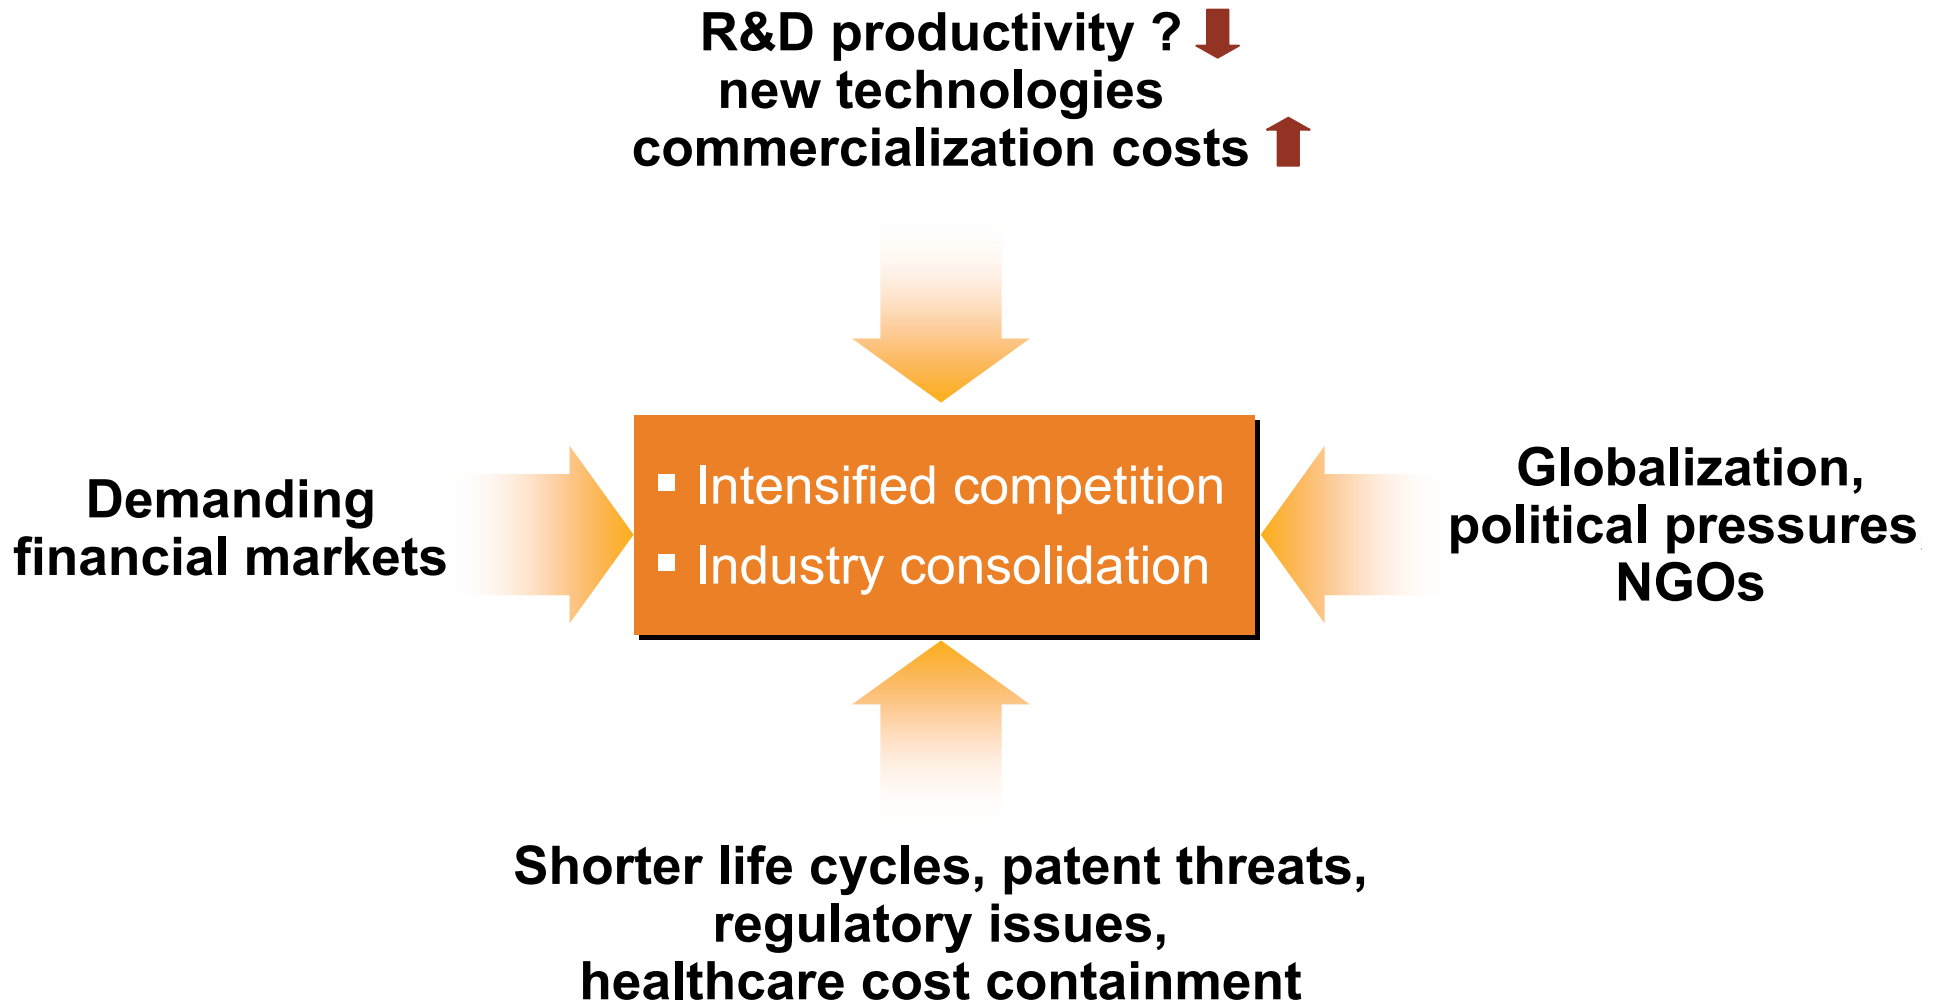 R&D productivity ?
new technologies
commercialization costs
Intensified competition
Industry consolidation
Demanding
financial markets
Globalization,
political pressures,
NGOs
Shorter life cycles, patent threats,
regulatory issues,
healthcare cost containment